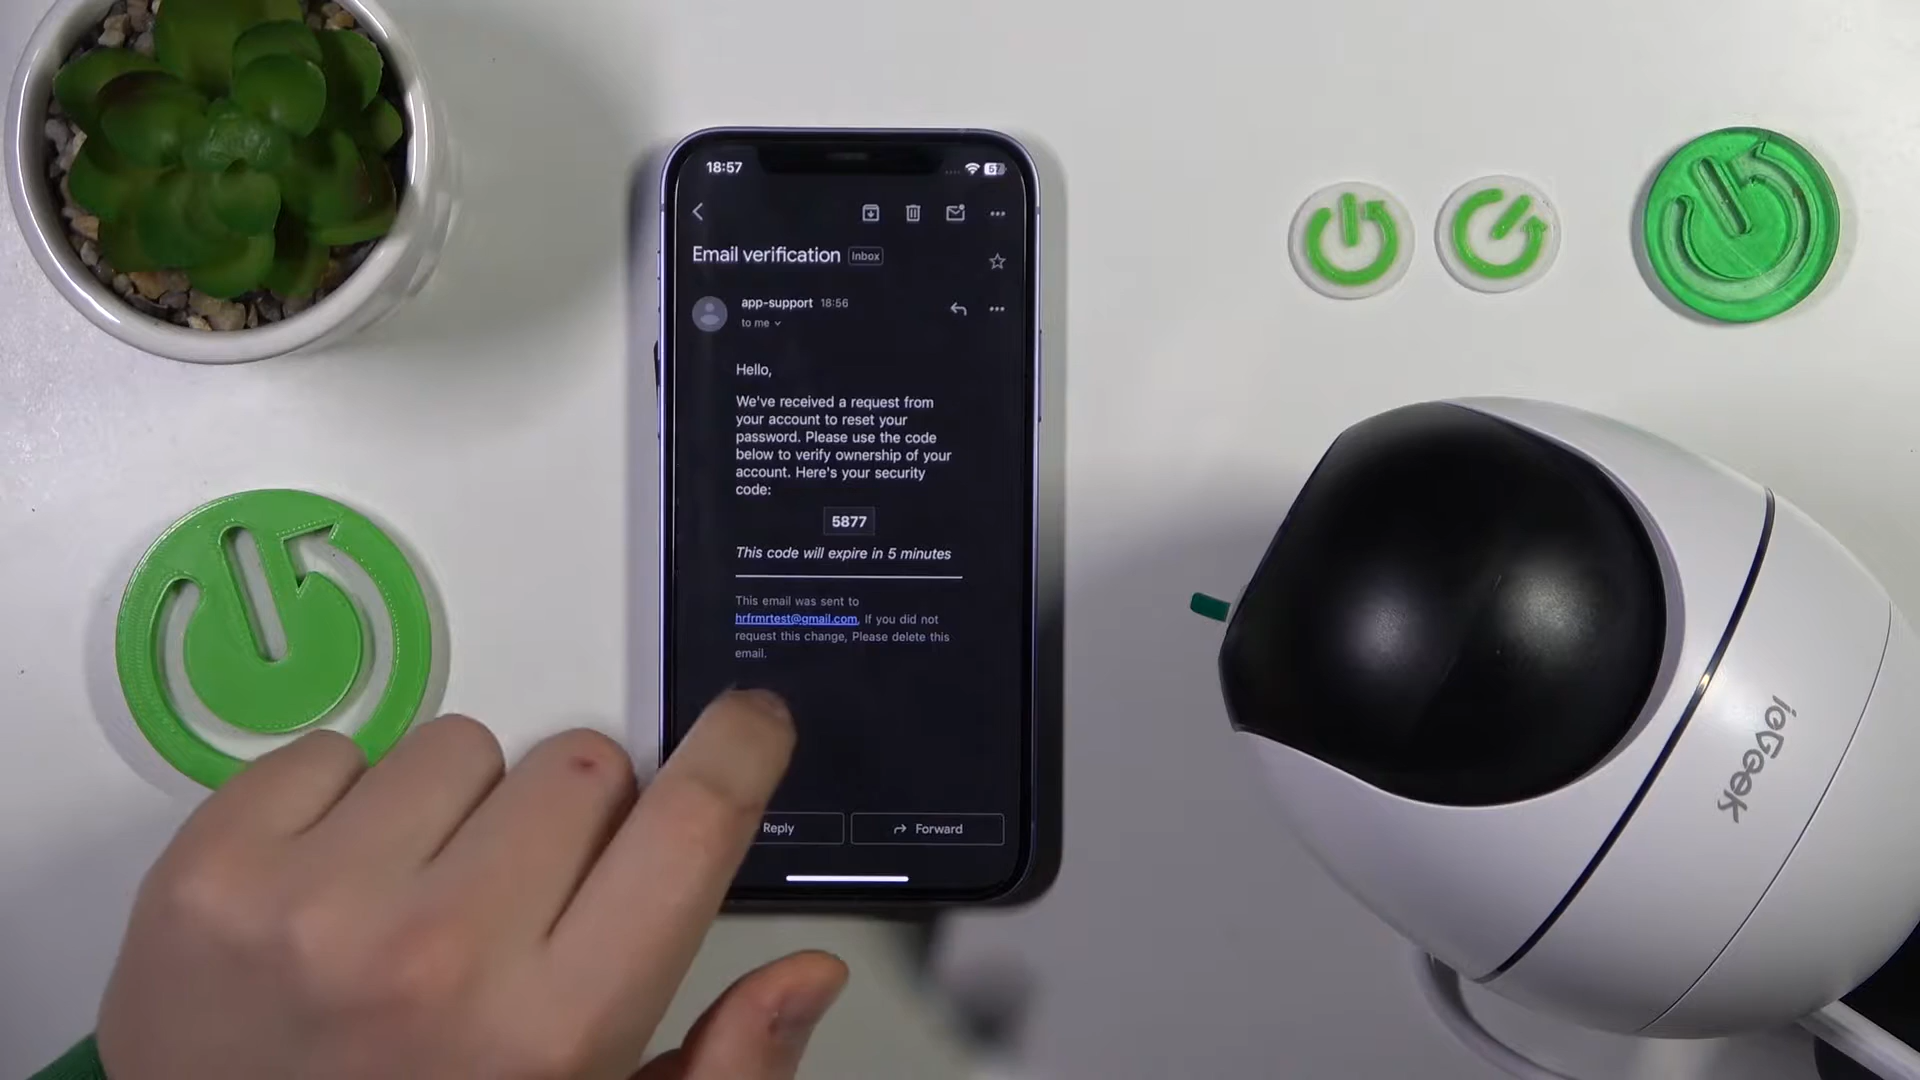 18:57
57
Email verification Inbox
app-support 18:56
to me
Hello,
We've received a request from
your account to reset your
password. Please use the code
below to verify ownership of your
account. Here's your security
code:
5877
This code will expire in 5 minutes
This email was sent to
hrfrmrtest@gmail.com, If you did not
request this change, Please delete this
email.
Reply
Forward
ieGeek